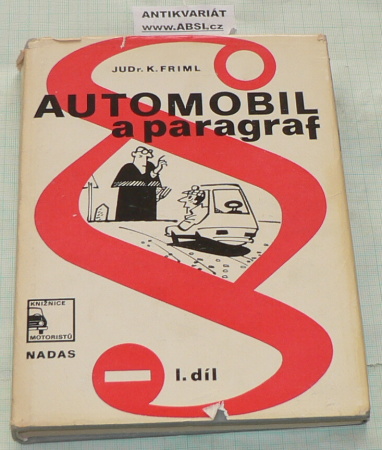 ANTIKVARIÁT
www.ABSI.cz
JUDr. K. FRIML
AUTOMOBIL
a paragraf
KNIŽNICE
MOTORISTŮ
NADAS
I. díl